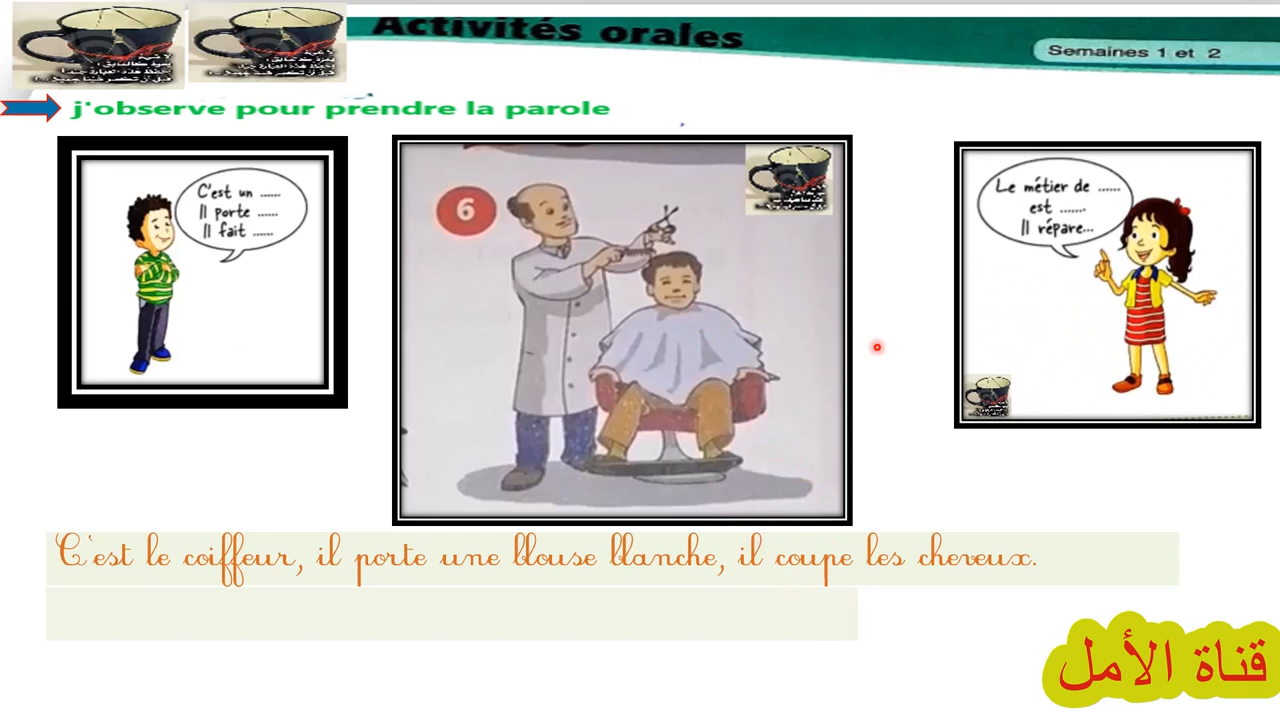 Activités orales
Semaines 1 et 2
j'observe pour prendre la parole
C'est un ......
Il porte ......
Il fait ......
6
Le métier de ......
est .......
Il répare...
C'est le coiffeur, il porte une blouse blanche, il coupe les cheveux.
قناة الأمل